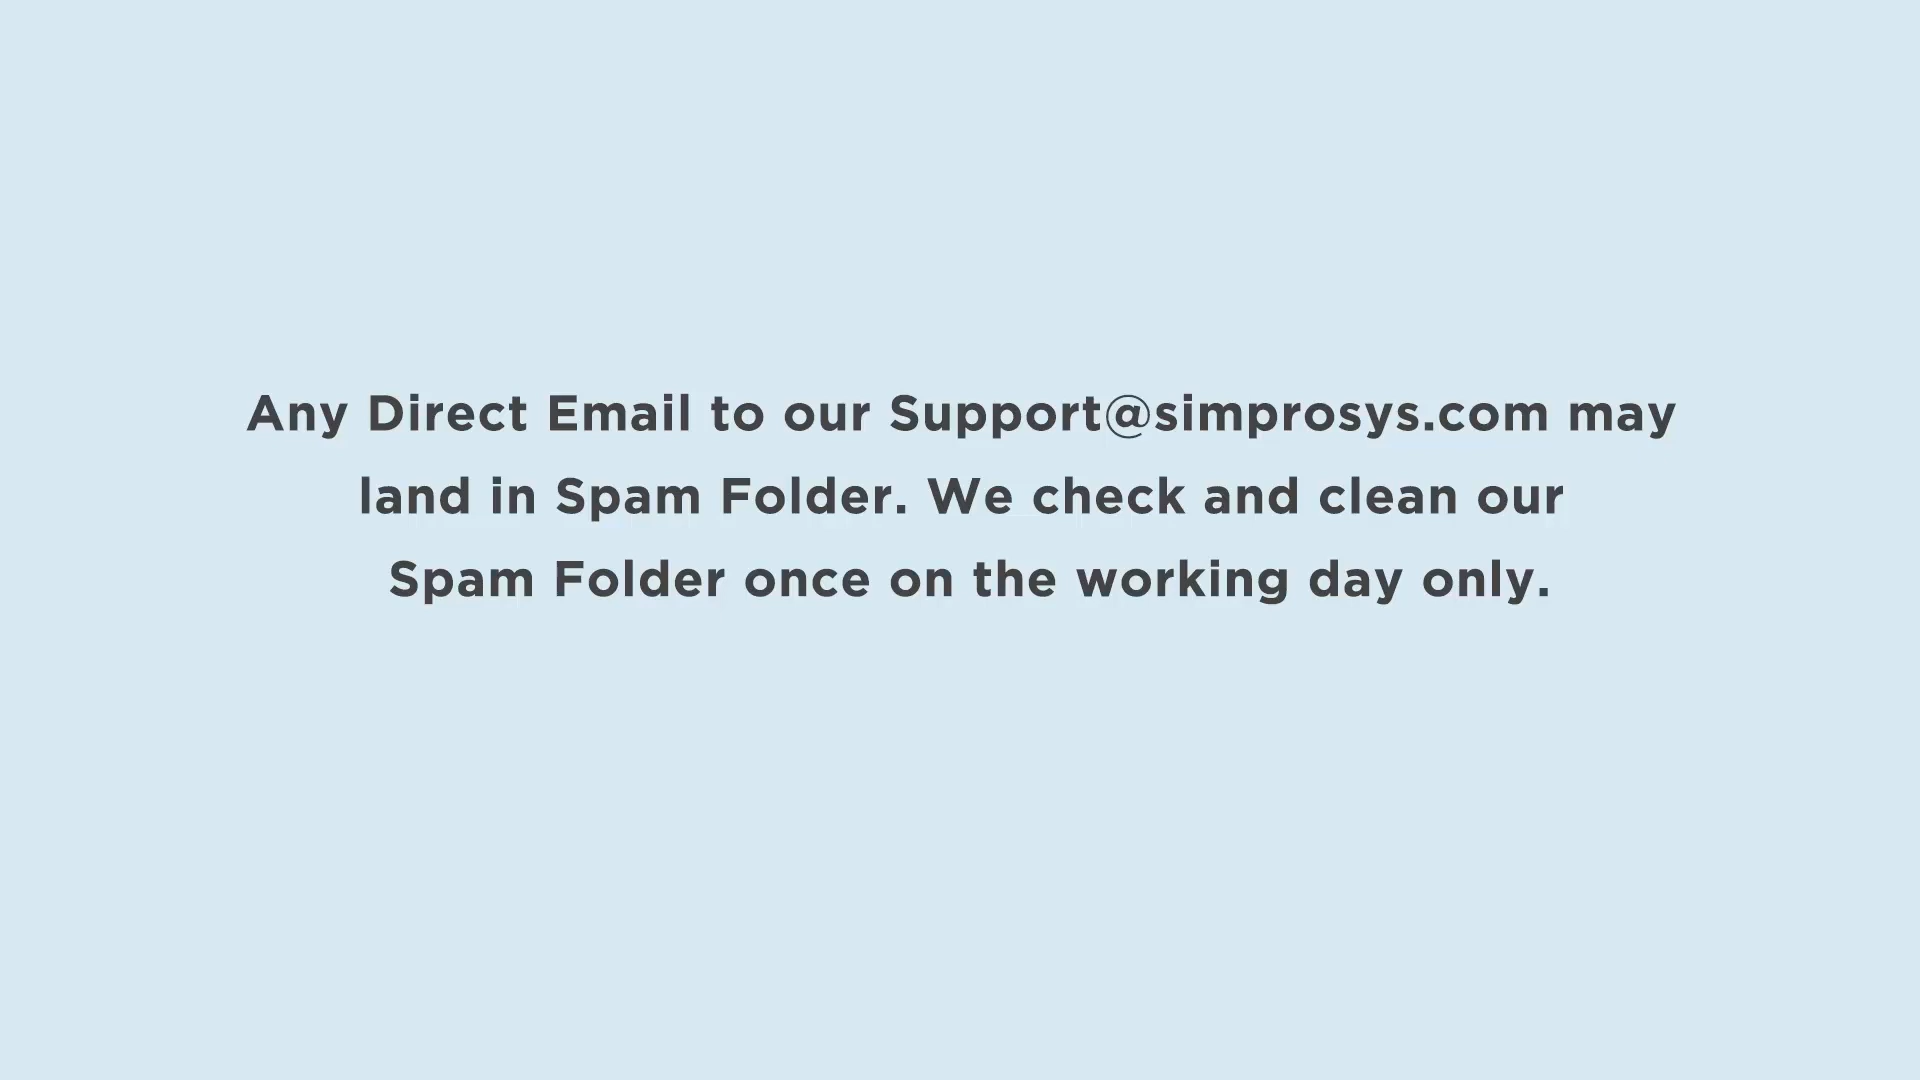 Any Direct Email to our Support@simprosys.com may
land in Spam Folder. We check and clean our
Spam Folder once on the working day only.